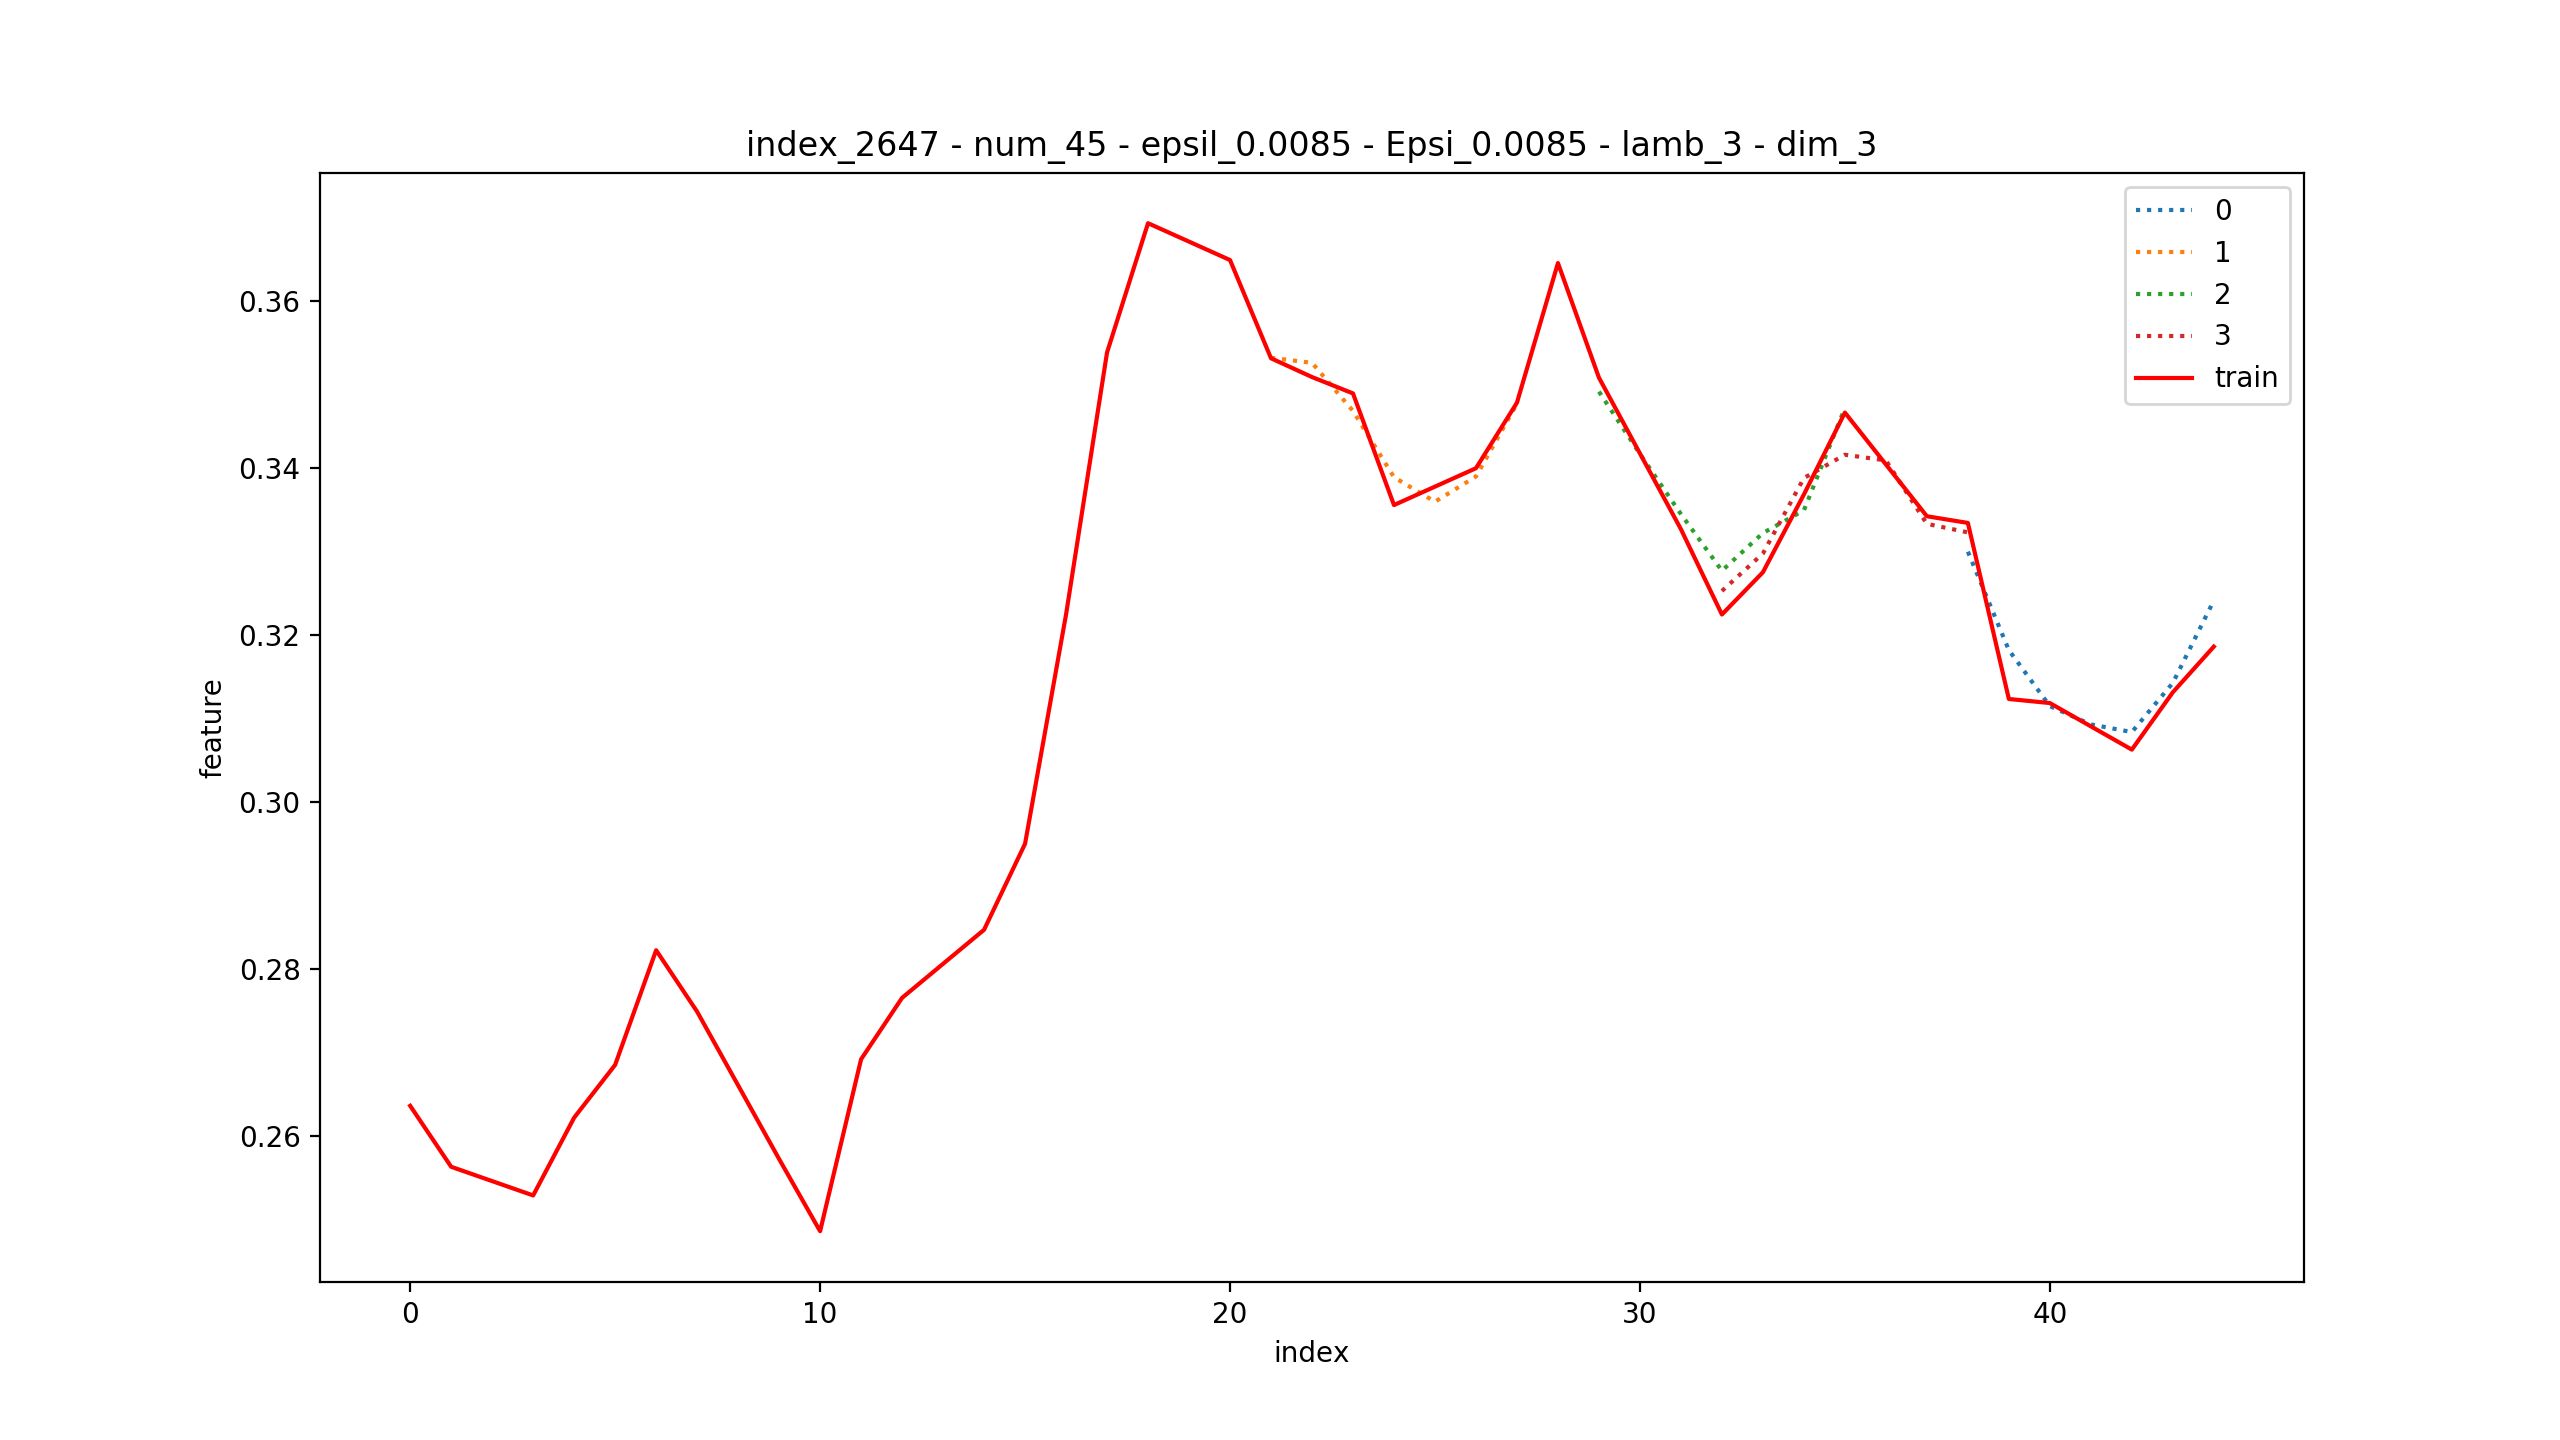 index_2647 - num_45 - epsil_0.0085 - Epsi_0.0085 - lamb_3 - dim_3
0
1
2
3
train
0.36
0.34
0.32
0.30
0.28
0.26
feature
0 10 20 30 40
index